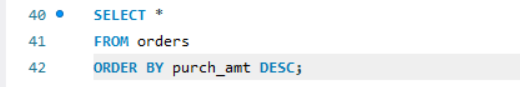 40 SELECT *
41 FROM orders
42 ORDER BY purch_amt DESC;